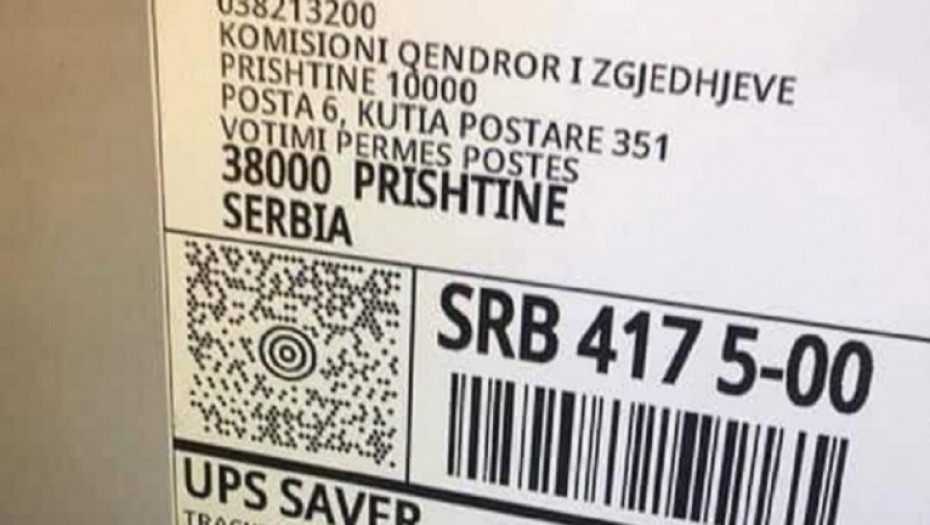 038213200
KOMISIONI QENDROR I ZGJEDHJEVE
PRISHTINE 10000
POSTA 6, KUTIA POSTARE 351
VOTIMI PERMES POSTES
38000 PRISHTINE
SERBIA
SRB 417 5-00
UPS SAVER